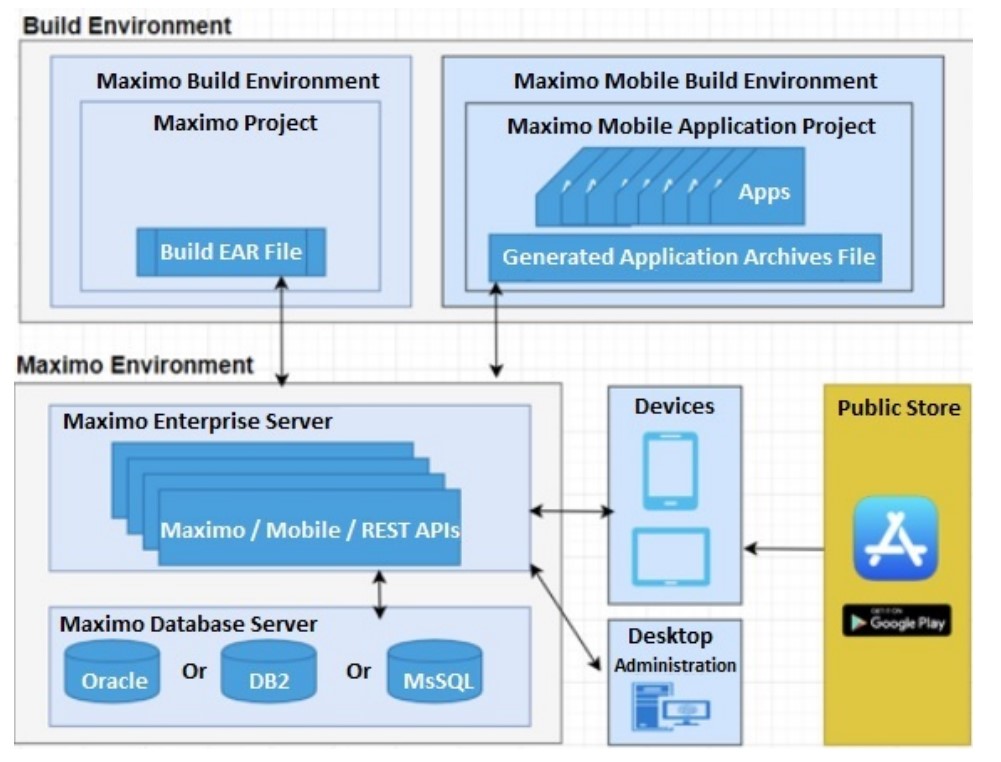 Build Environment
Maximo Build Environment
Maximo Project
Build EAR File
Maximo Mobile Build Environment
Maximo Mobile Application Project
Apps
Generated Application Archives File
Maximo Environment
Maximo Enterprise Server
Maximo / Mobile / REST APIs
Maximo Database Server
Oracle
Or
DB2
Or
MsSQL
Devices
Desktop
Administration
Public Store
GET IT ON
Google Play